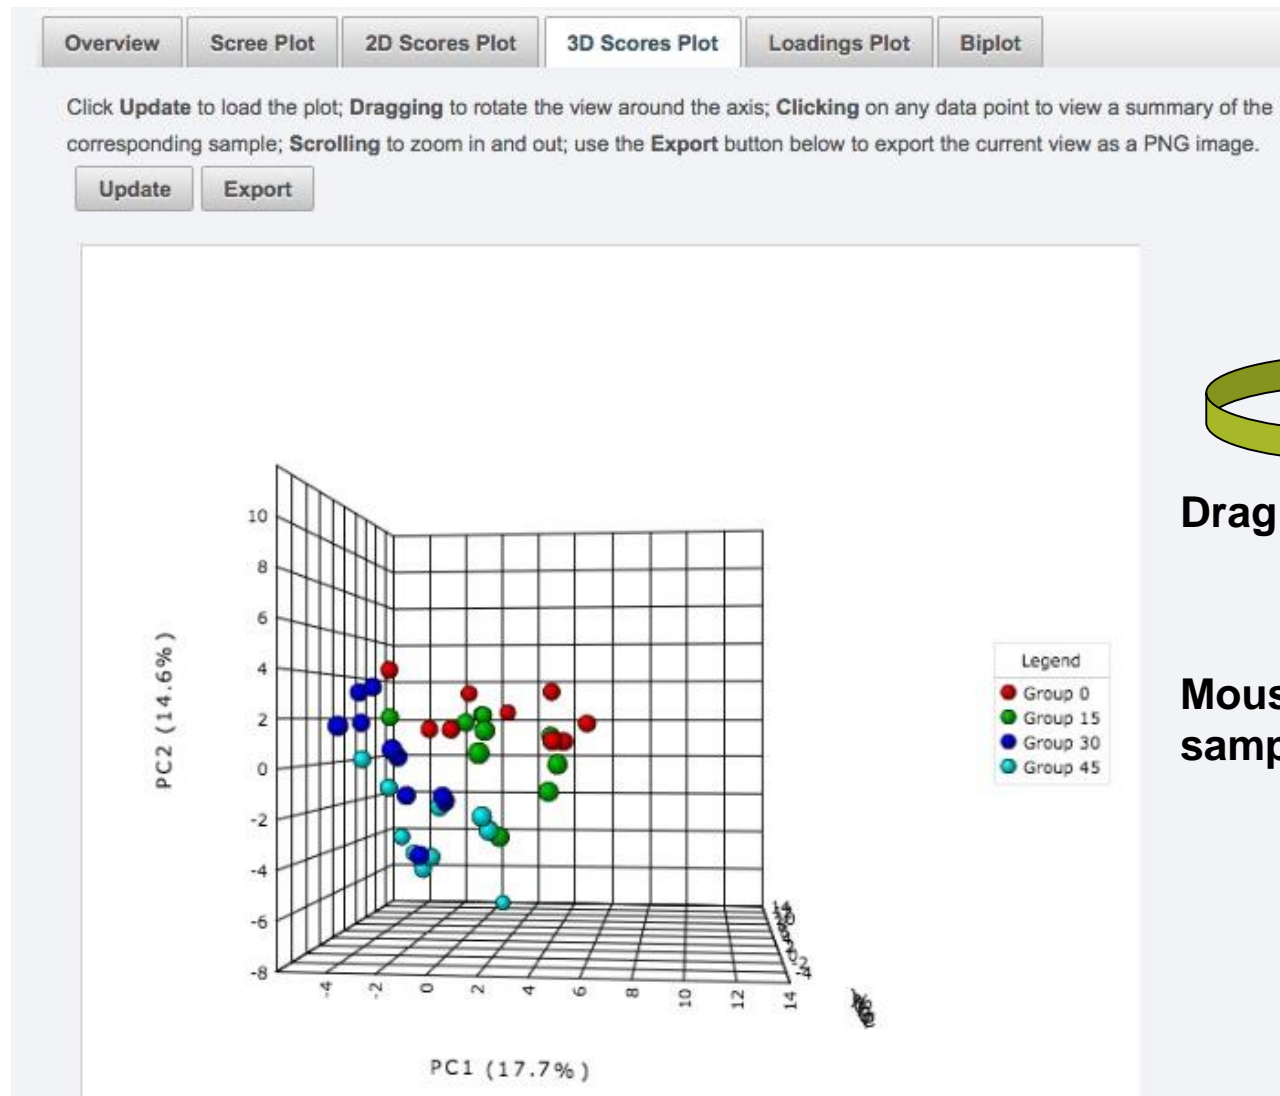 Overview Scree Plot 2D Scores Plot 3D Scores Plot Loadings Plot Biplot
Click Update to load the plot; Dragging to rotate the view around the axis; Clicking on any data point to view a summary of the
corresponding sample; Scrolling to zoom in and out; use the Export button below to export the current view as a PNG image.
Update Export
Drag
Mous
samp
PC2 (14.6%)
10
8
6
4
2
0
-2
-4
-6
-8
Legend
Group 0
Group 15
Group 30
Group 45
-4 -2 0 2 4 6 8 10 12 14
14
-2
-4
PC1 (17.7%)